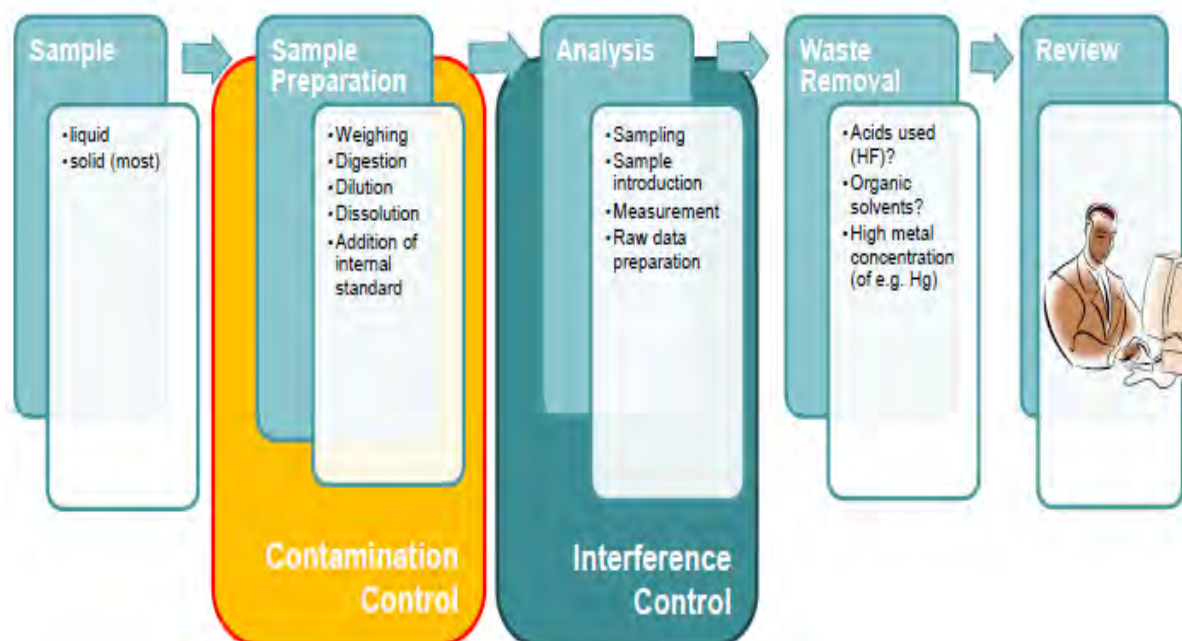 Sample
•liquid
•solid (most)
Sample
Preparation
•Weighing
•Digestion
•Dilution
•Dissolution
•Addition of
internal
standard
Contamination
Control
Analysis
•Sampling
•Sample
introduction
•Measurement
•Raw data
preparation
Interference
Control
Waste
Removal
•Acids used
(HF)?
•Organic
solvents?
•High metal
concentration
(of e.g. Hg)
Review